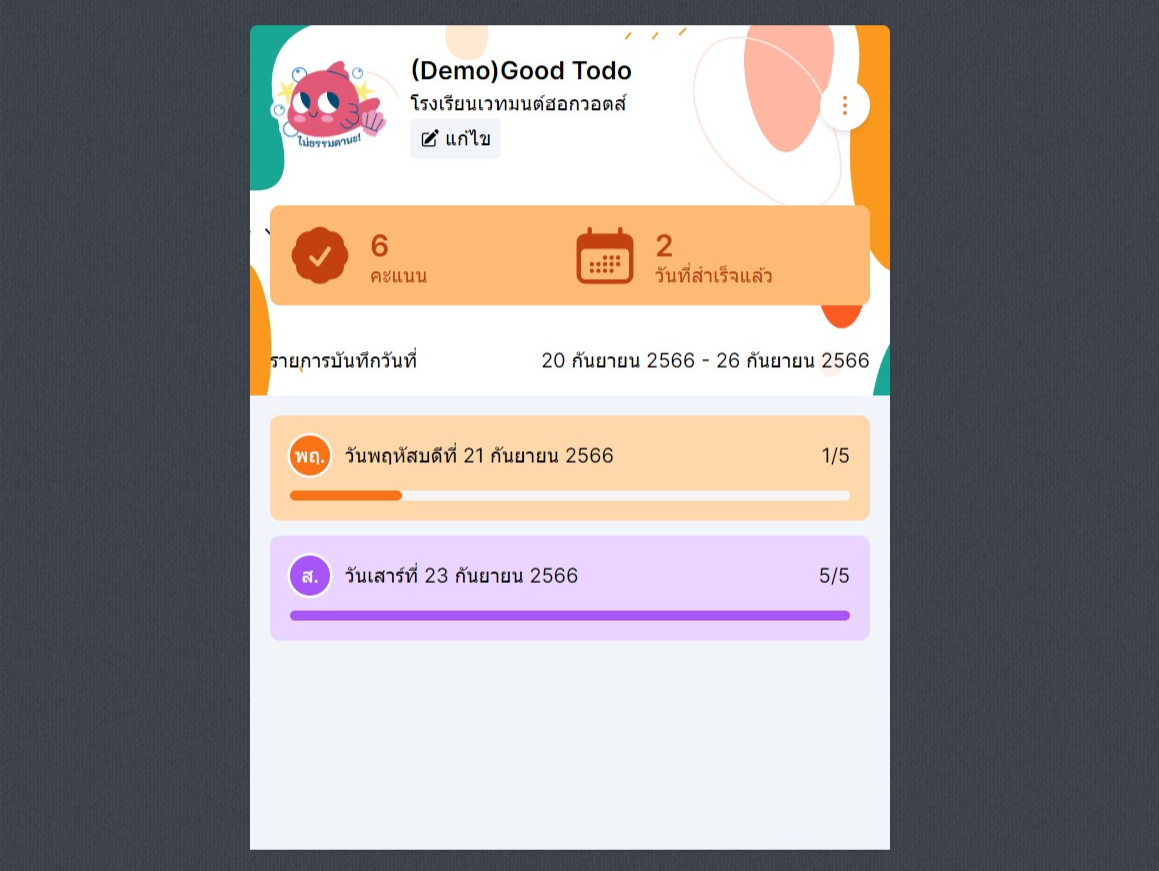 (Demo)Good Todo
โรงเรียนเวทมนต์ฮอกวอตส์
ไม่ธรรมดานะ!
แก้ไข
6
คะแนน
2
วันที่สำเร็จแล้ว
รายการบันทึกวันที่
20 กันยายน 2566 - 26 กันยายน 2566
พฤ.
วันพฤหัสบดีที่ 21 กันยายน 2566
1/5
ส.
วันเสาร์ที่ 23 กันยายน 2566
5/5